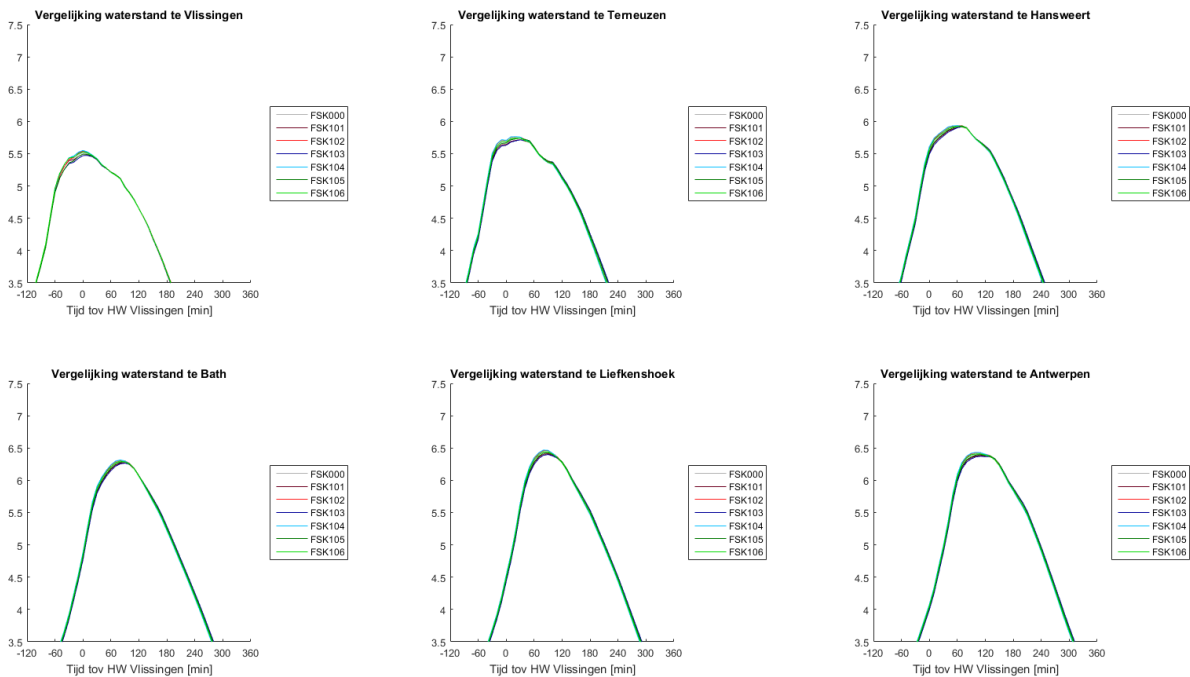 Vergelijking waterstand te Vlissingen
7.5
7
6.5
6
5.5
5
4.5
4
3.5
-120 -60 0 60 120 180 240 300 360
Tijd tov HW Vlissingen [min]
FSK000
FSK101
FSK102
FSK103
FSK104
FSK105
FSK106
Vergelijking waterstand te Terneuzen
7.5
7
6.5
6
5.5
5
4.5
4
3.5
-120 -60 0 60 120 180 240 300 360
Tijd tov HW Vlissingen [min]
FSK000
FSK101
FSK102
FSK103
FSK104
FSK105
FSK106
Vergelijking waterstand te Hansweert
7.5
7
6.5
6
5.5
5
4.5
4
3.5
-120 -60 0 60 120 180 240 300 360
Tijd tov HW Vlissingen [min]
FSK000
FSK101
FSK102
FSK103
FSK104
FSK105
FSK106
Vergelijking waterstand te Bath
7.5
7
6.5
6
5.5
5
4.5
4
3.5
-120 -60 0 60 120 180 240 300 360
Tijd tov HW Vlissingen [min]
FSK000
FSK101
FSK102
FSK103
FSK104
FSK105
FSK106
Vergelijking waterstand te Liefkenshoek
7.5
7
6.5
6
5.5
5
4.5
4
3.5
-120 -60 0 60 120 180 240 300 360
Tijd tov HW Vlissingen [min]
FSK000
FSK101
FSK102
FSK103
FSK104
FSK105
FSK106
Vergelijking waterstand te Antwerpen
7.5
7
6.5
6
5.5
5
4.5
4
3.5
-120 -60 0 60 120 180 240 300 360
Tijd tov HW Vlissingen [min]
FSK000
FSK101
FSK102
FSK103
FSK104
FSK105
FSK106